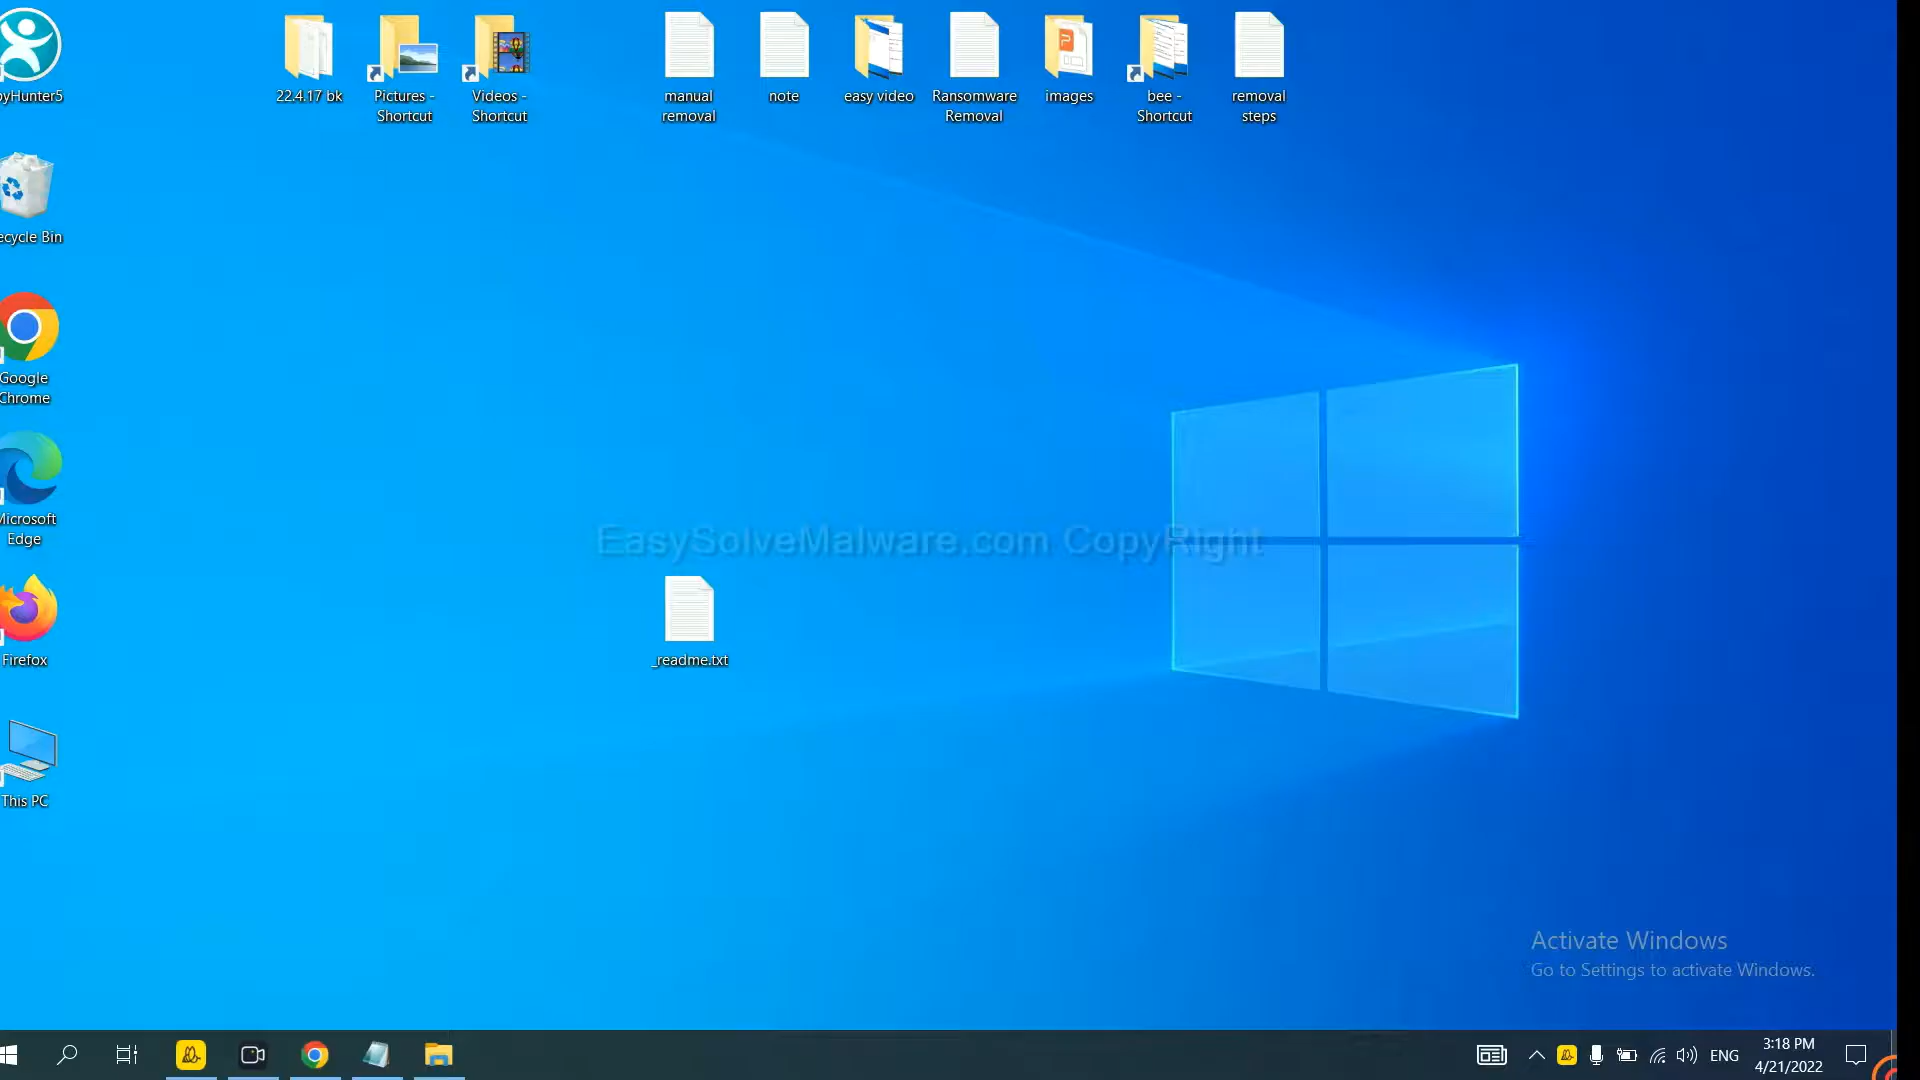 22.4.17 bk
Pictures -
Shortcut
Videos -
Shortcut
manual
removal
note
easy video
Ransomware
Removal
images
bee -
Shortcut
removal
steps
yHunter5
ecycle Bin
Google
Chrome
Microsoft
Edge
Firefox
This PC
EasySolveMalware.com CopyRight
_readme.txt
Activate Windows
Go to Settings to activate Windows.
ENG
3:18 PM
4/21/2022